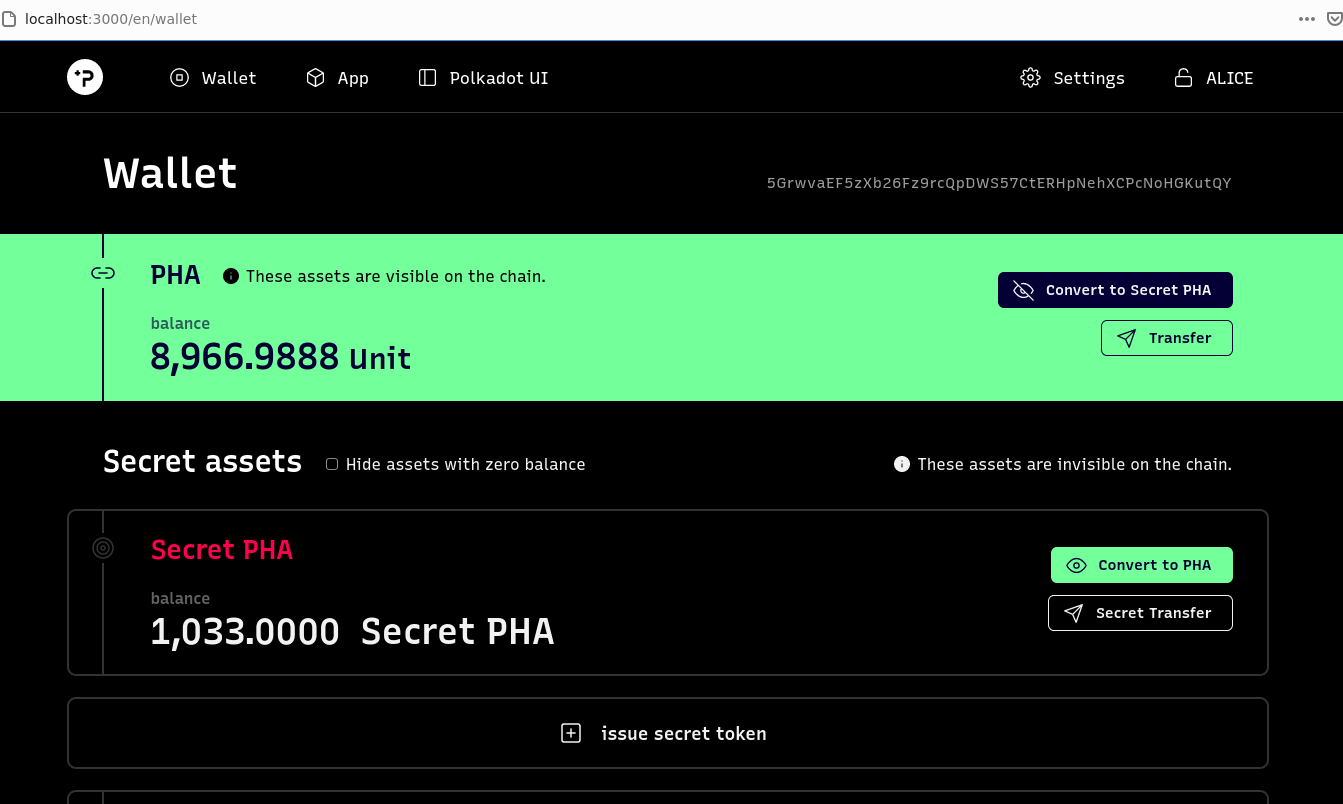 localhost:3000/en/wallet
Wallet App Polkadot UI Settings ALICE
Wallet
5GrwvaEF5zXb26Fz9rcQpDWS57CtERHpNehXCPcNoHGKutQY
PHA These assets are visible on the chain.
Convert to Secret PHA
balance
Transfer
8,966.9888 Unit
Secret assets Hide assets with zero balance These assets are invisible on the chain.
Secret PHA
Convert to PHA
balance
Secret Transfer
1,033.0000 Secret PHA
issue secret token